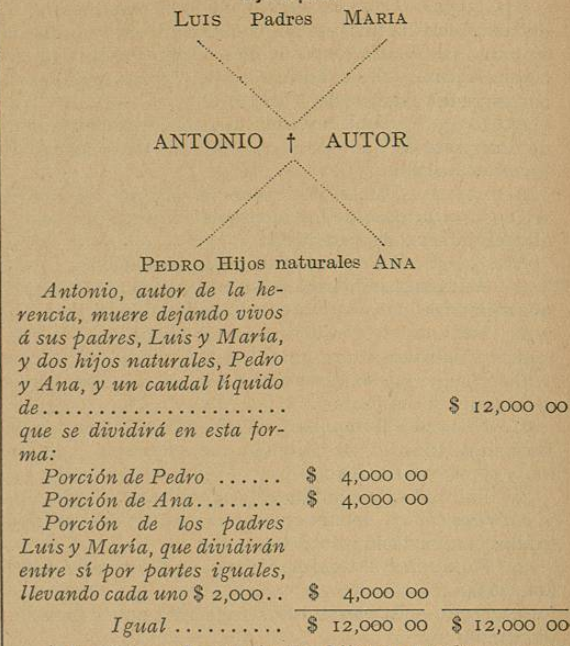 LUIS Padres MARIA
ANTONIO † AUTOR
PEDRO Hijos naturales ANA
Antonio, autor de la he-
rencia, muere dejando vivos
á sus padres, Luis y María,
y dos hijos naturales, Pedro
y Ana, y un caudal líquido
de...................... $ 12,000 00
que se dividirá en esta for-
ma:
Porción de Pedro ...... $ 4,000 00
Porción de Ana........ $ 4,000 00
Porción de los padres
Luis y María, que dividirán
entre sí por partes iguales,
llevando cada uno $ 2,000.. $ 4,000 00
Igual .......... $ 12,000 00 $ 12,000 00